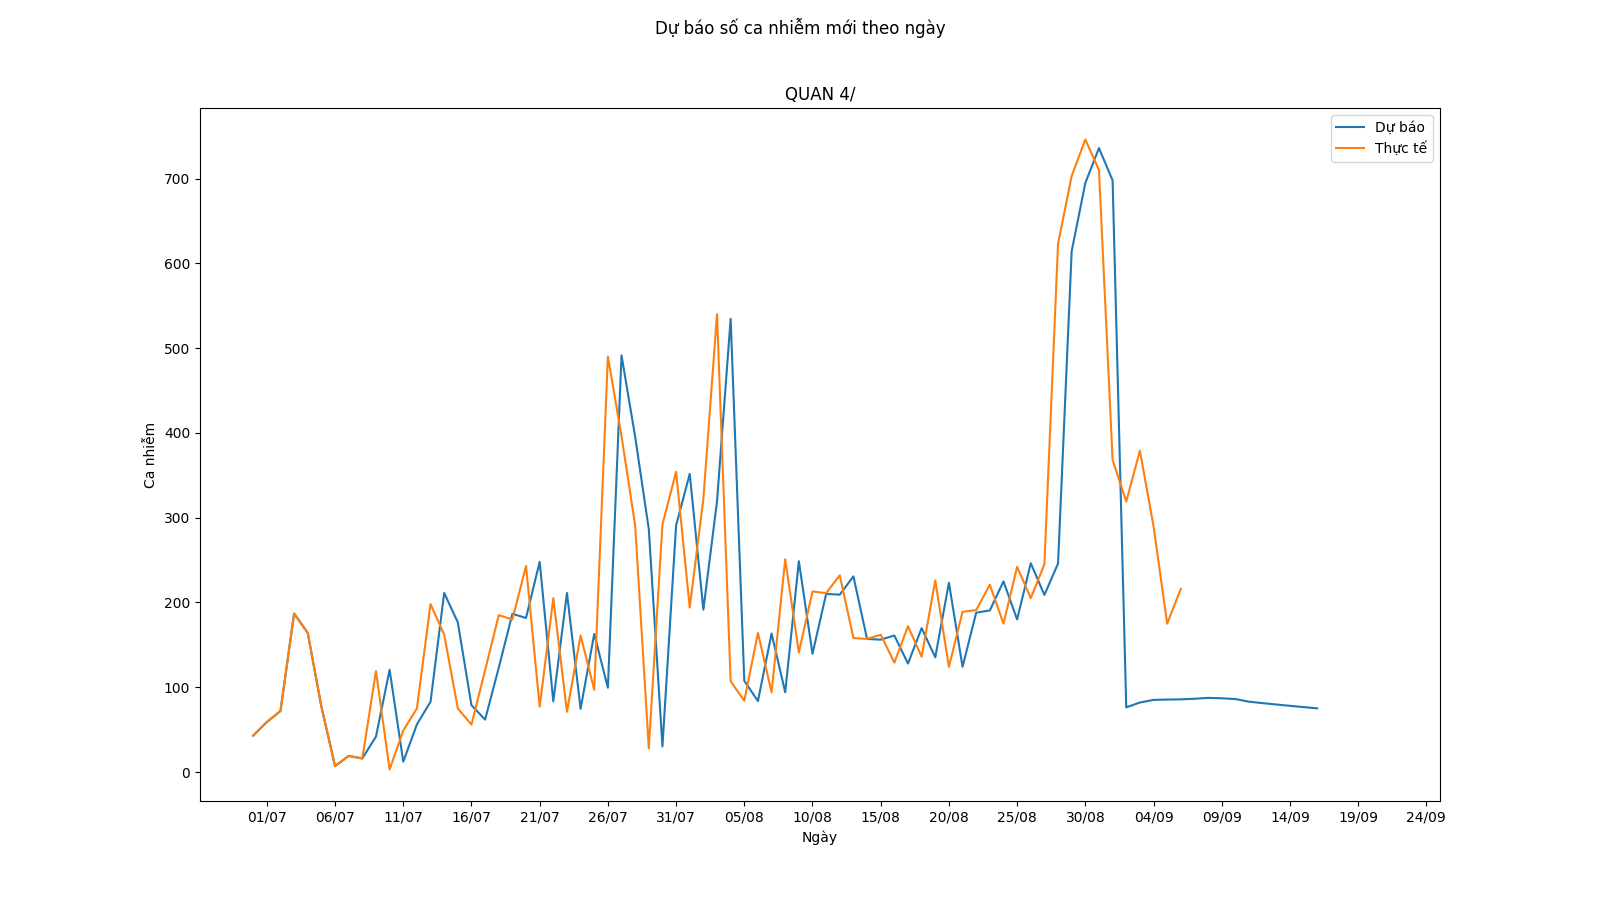 Dự báo số ca nhiễm mới theo ngày
QUAN 4/
Dự báo
Thực tế
700
600
500
400
300
200
100
0
Ca nhiễm
01/07 06/07 11/07 16/07 21/07 26/07 31/07 05/08 10/08 15/08 20/08 25/08 30/08 04/09 09/09 14/09 19/09 24/09
Ngày